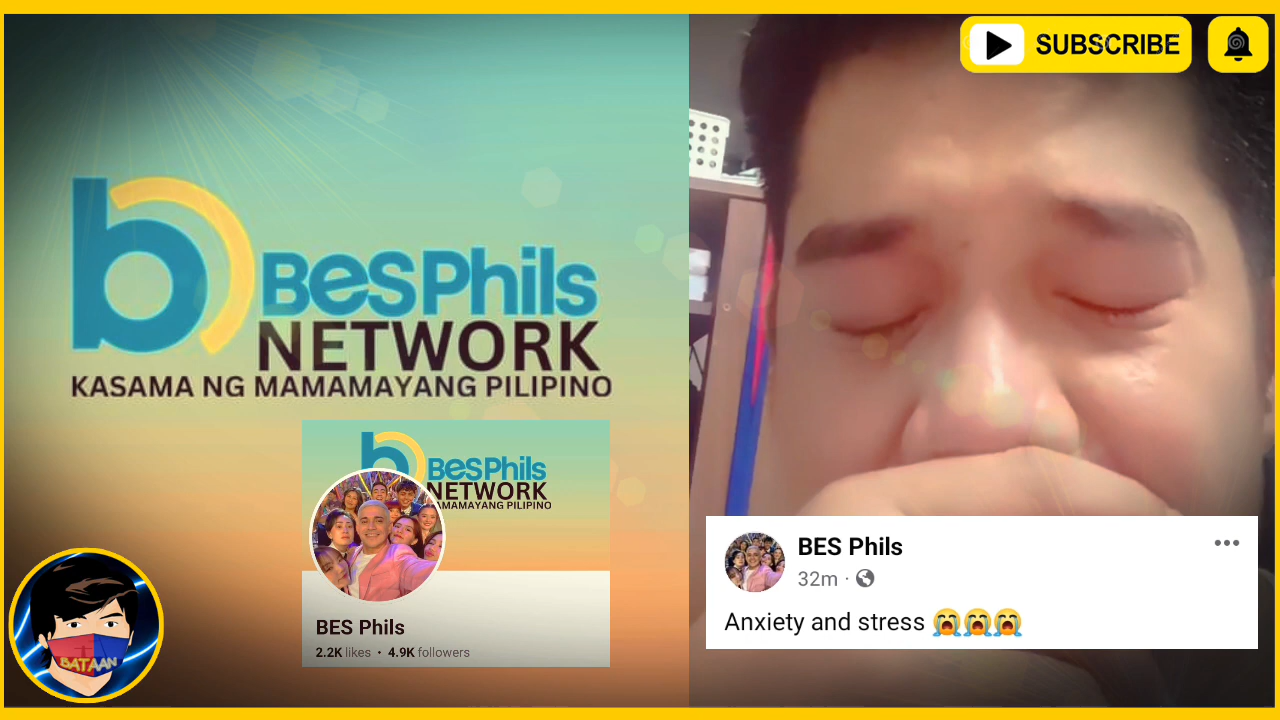 SUBSCRIBE
BeSPhils
NETWORK
KASAMA NG MAMAMAYANG PILIPINO
BeSPhils
NETWORK
MAMAMAYANG PILIPINO
BES Phils
2.2K likes • 4.9K followers
BATAAN
BES Phils
32m ·
Anxiety and stress 😭😭😭